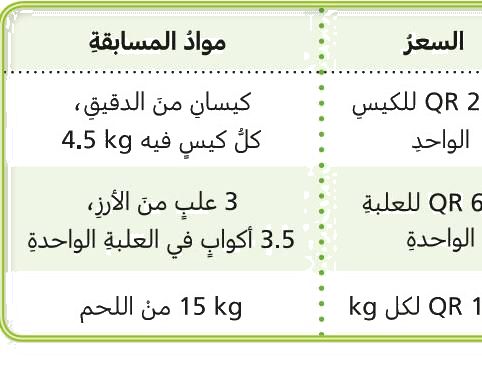 السعرُ
موادُ المسابقةِ
QR 2 للكيسِ
الواحدِ
كيسانِ منَ الدقيقِ،
كلُّ كيسٍ فيه 4.5 kg
QR 6 للعلبةِ
الواحدةِ
3 علبٍ منَ الأرزِ،
3.5 أكوابٍ في العلبةِ الواحدةِ
QR 1 لكل kg
15 kg منْ اللحم